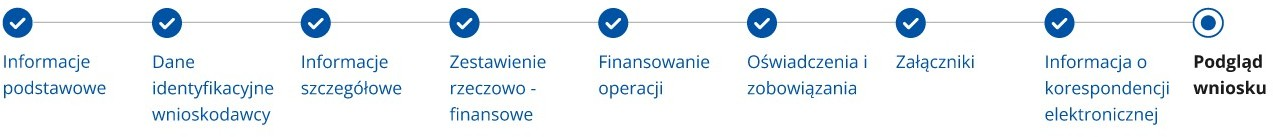 Informacje
podstawowe
Dane
identyfikacyjne
wnioskodawcy
Informacje
szczegółowe
Zestawienie
rzeczowo -
finansowe
Finansowanie
operacji
Oświadczenia i
zobowiązania
Załączniki
Informacja o
korespondencji
elektronicznej
Podgląd
wniosku